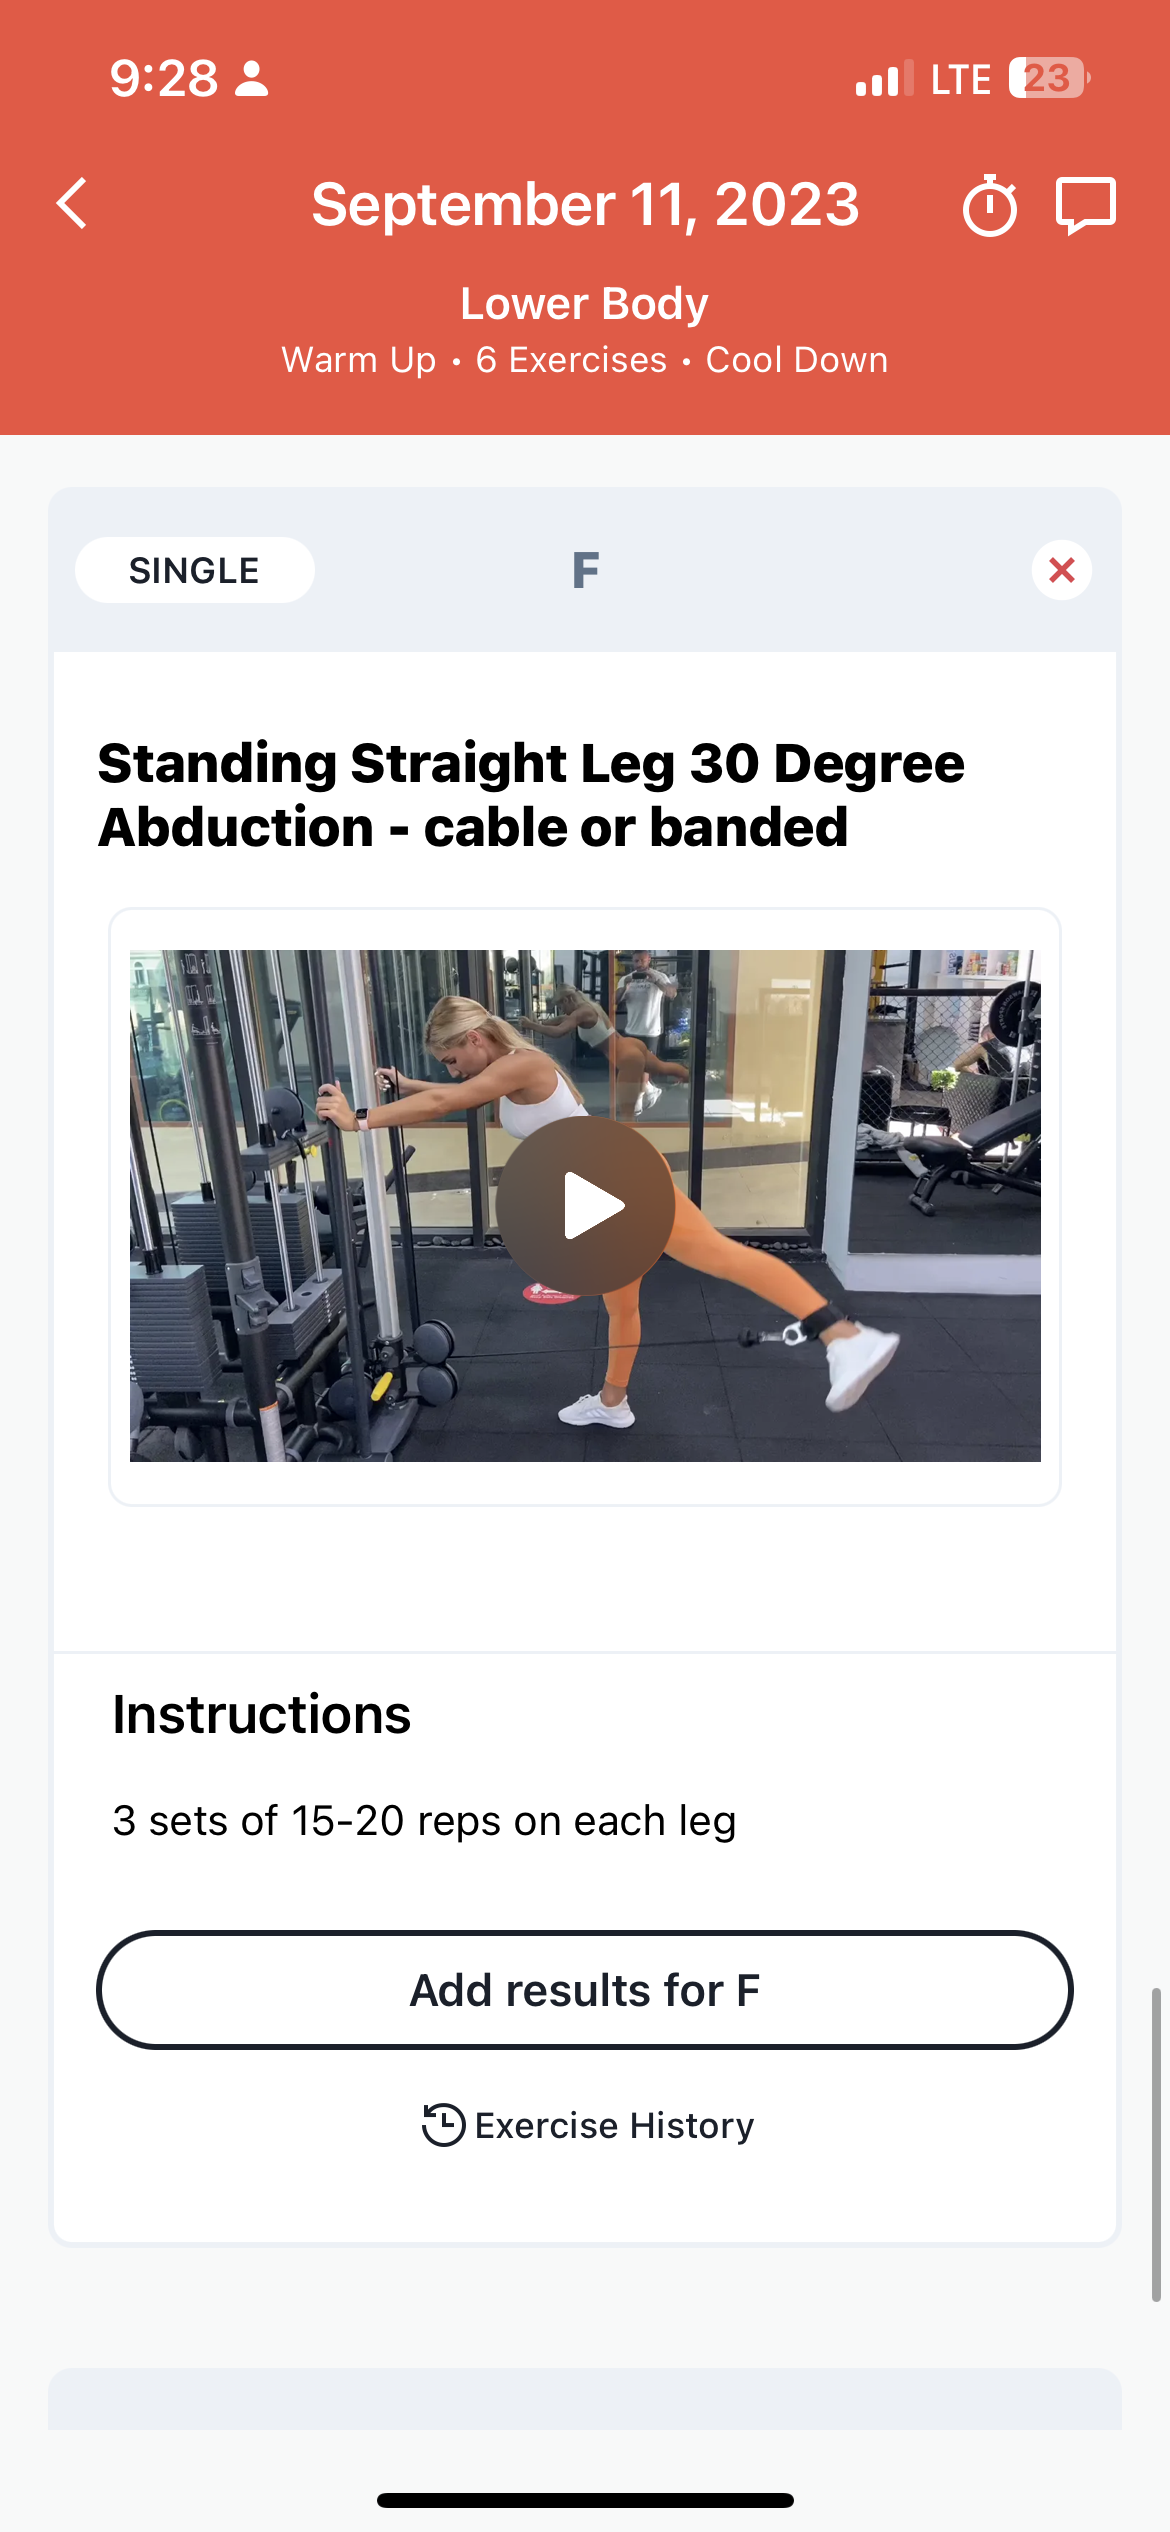 9:28
LTE
23
September 11, 2023
Lower Body
Warm Up • 6 Exercises • Cool Down
SINGLE
F
Standing Straight Leg 30 Degree
Abduction - cable or banded
Instructions
3 sets of 15-20 reps on each leg
Add results for F
Exercise History